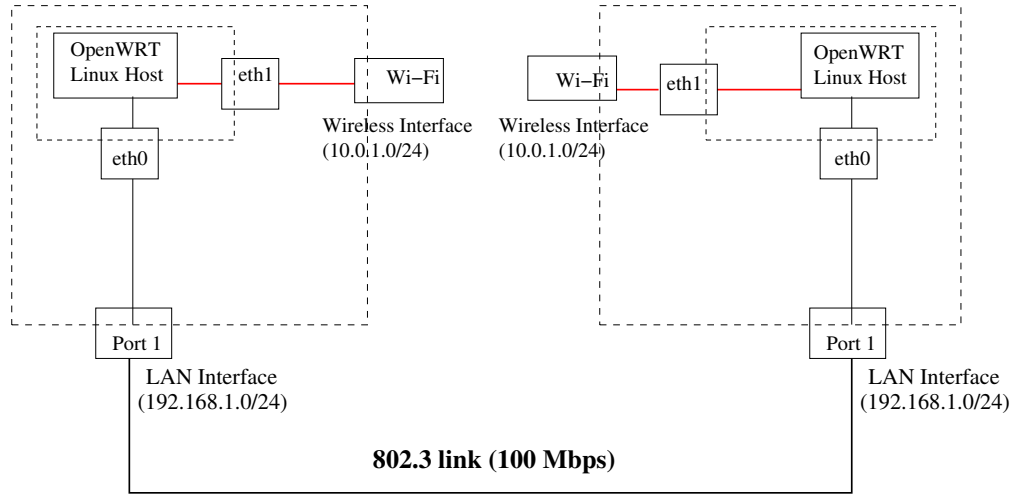 OpenWRT
Linux Host
eth1
Wi-Fi
Wireless Interface
(10.0.1.0/24)
eth0
Port 1
LAN Interface
(192.168.1.0/24)
Wi-Fi
eth1
OpenWRT
Linux Host
Wireless Interface
(10.0.1.0/24)
eth0
Port 1
LAN Interface
(192.168.1.0/24)
802.3 link (100 Mbps)